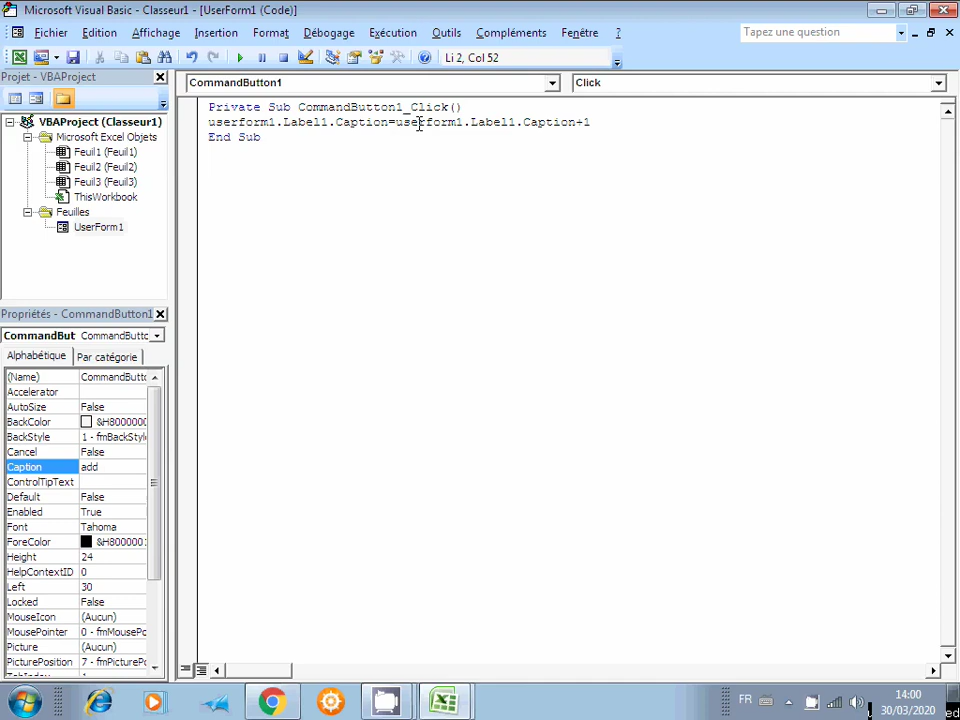 Microsoft Visual Basic - Classeur1 - [UserForm1 (Code)]
Fichier Edition Affichage Insertion Format Débogage Exécution Outils Compléments Fenêtre ? Tapez une question
Li 2, Col 52
Projet - VBAProject
CommandButton1 Click
VBAProject (Classeur1)
Microsoft Excel Objets
Feuil1 (Feuil1)
Feuil2 (Feuil2)
Feuil3 (Feuil3)
ThisWorkbook
Feuilles
UserForm1
Private Sub CommandButton1_Click()
userform1.Label1.Caption=userform1.Label1.Caption+1
End Sub
Propriétés - CommandButton1
CommandBut CommandButto
Alphabétique Par catégorie
(Name) CommandButto
Accelerator
AutoSize False
BackColor &H8000000
BackStyle 1 - fmBackStyl
Cancel False
Caption add
ControlTipText
Default False
Enabled True
Font Tahoma
ForeColor &H8000001
Height 24
HelpContextID 0
Left 30
Locked False
MouseIcon (Aucun)
MousePointer 0 - fmMousePo
Picture (Aucun)
PicturePosition 7 - fmPicturePo
FR
14:00
30/03/2020